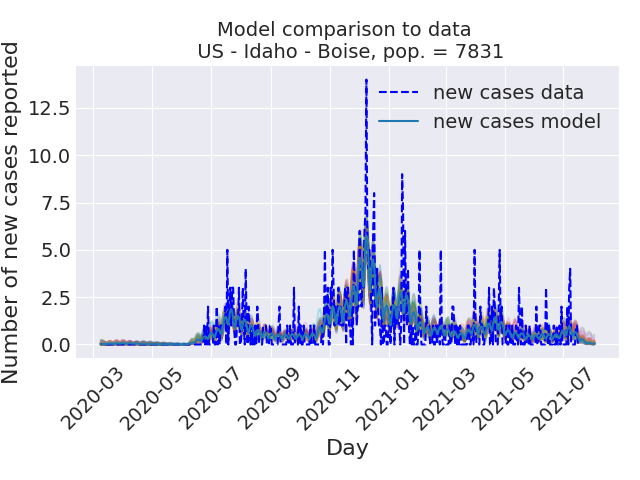 Model comparison to data
US - Idaho - Boise, pop. = 7831
Number of new cases reported
12.5
10.0
7.5
5.0
2.5
0.0
new cases data
new cases model
2020-03
2020-05
2020-07
2020-09
2020-11
2021-01
2021-03
2021-05
2021-07
Day